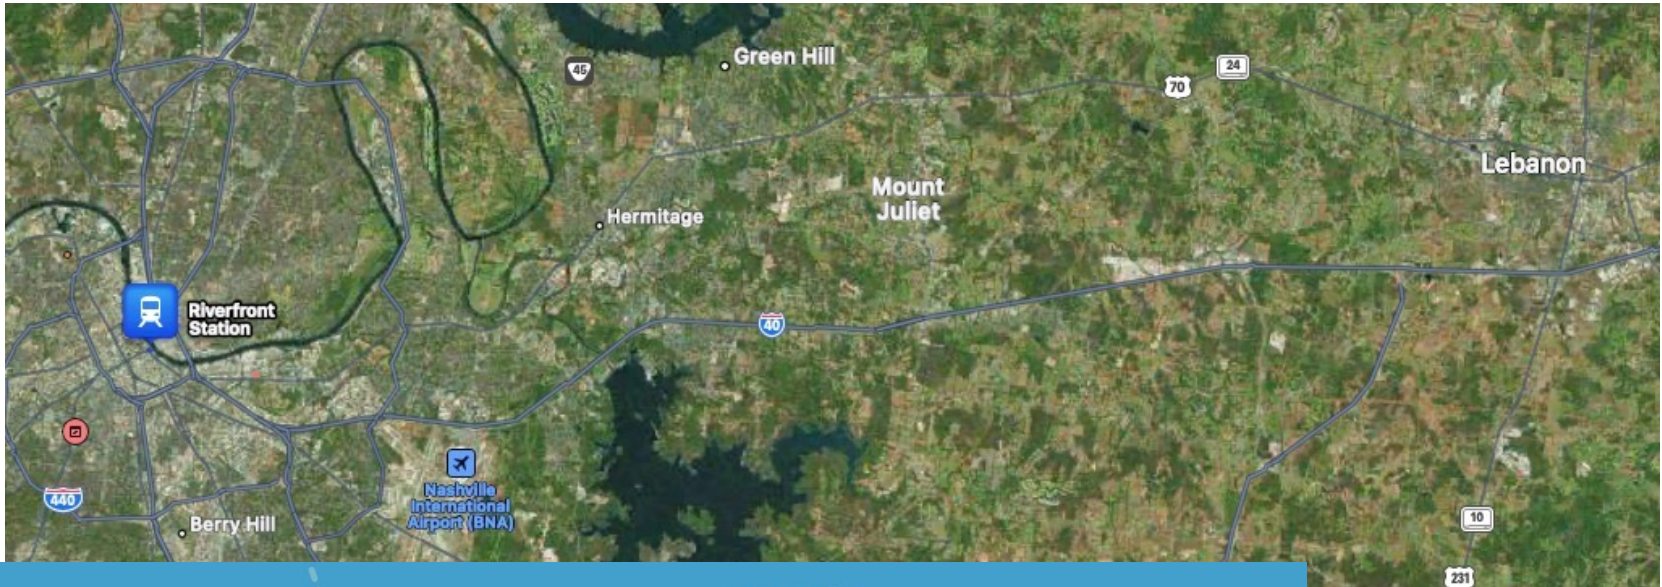 45
Green Hill
24
70
Lebanon
Mount
Juliet
Hermitage
Riverfront
Station
40
Nashville
International
Airport (BNA)
440
Berry Hill
10
231